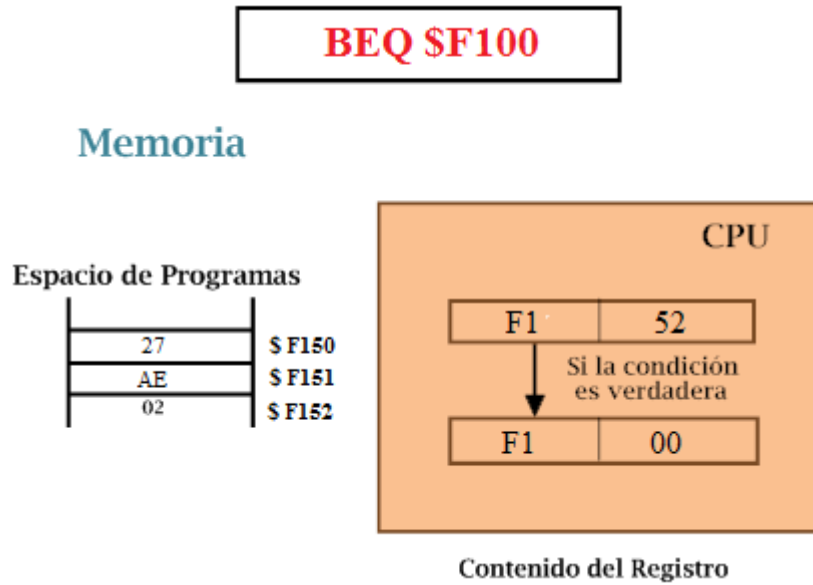 BEQ $F100
Memoria
CPU
Espacio de Programas
27 $ F150
AE $ F151
02 $ F152
F1 52
Si la condición
es verdadera
F1 00
Contenido del Registro